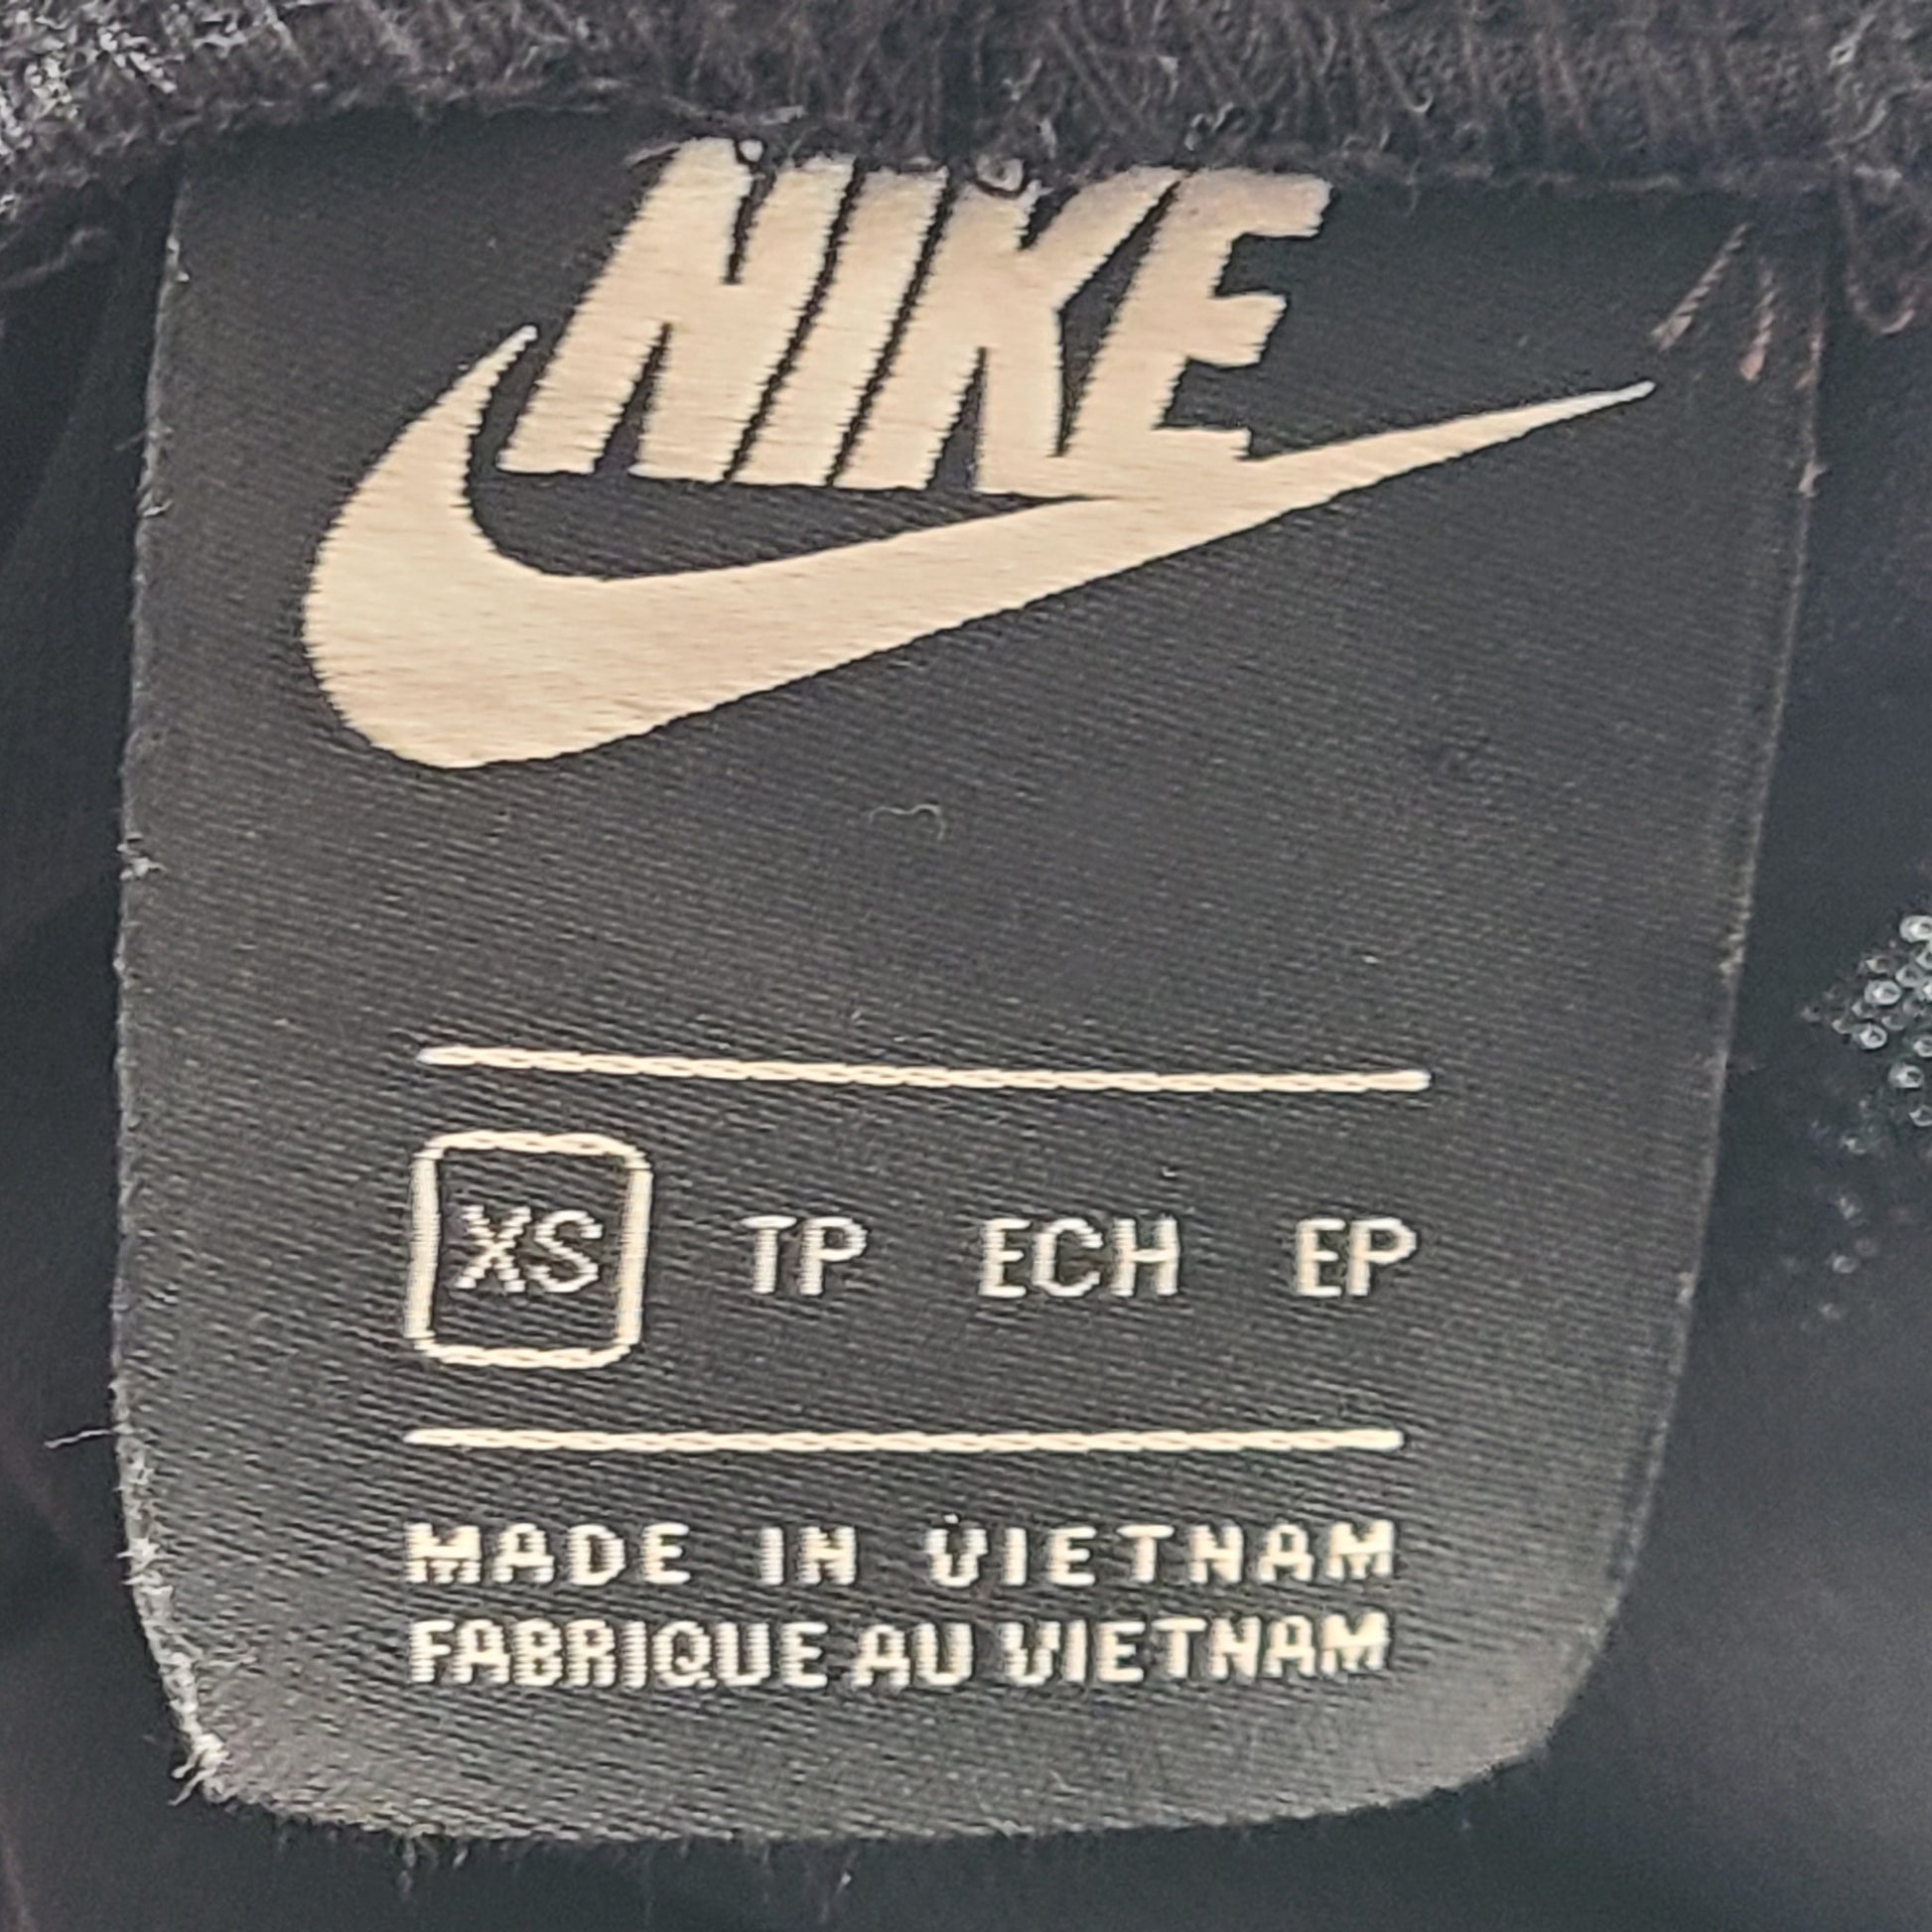 NIKE
XS TP ECH EP
MADE IN VIETNAM
FABRIQUE AU VIETNAM